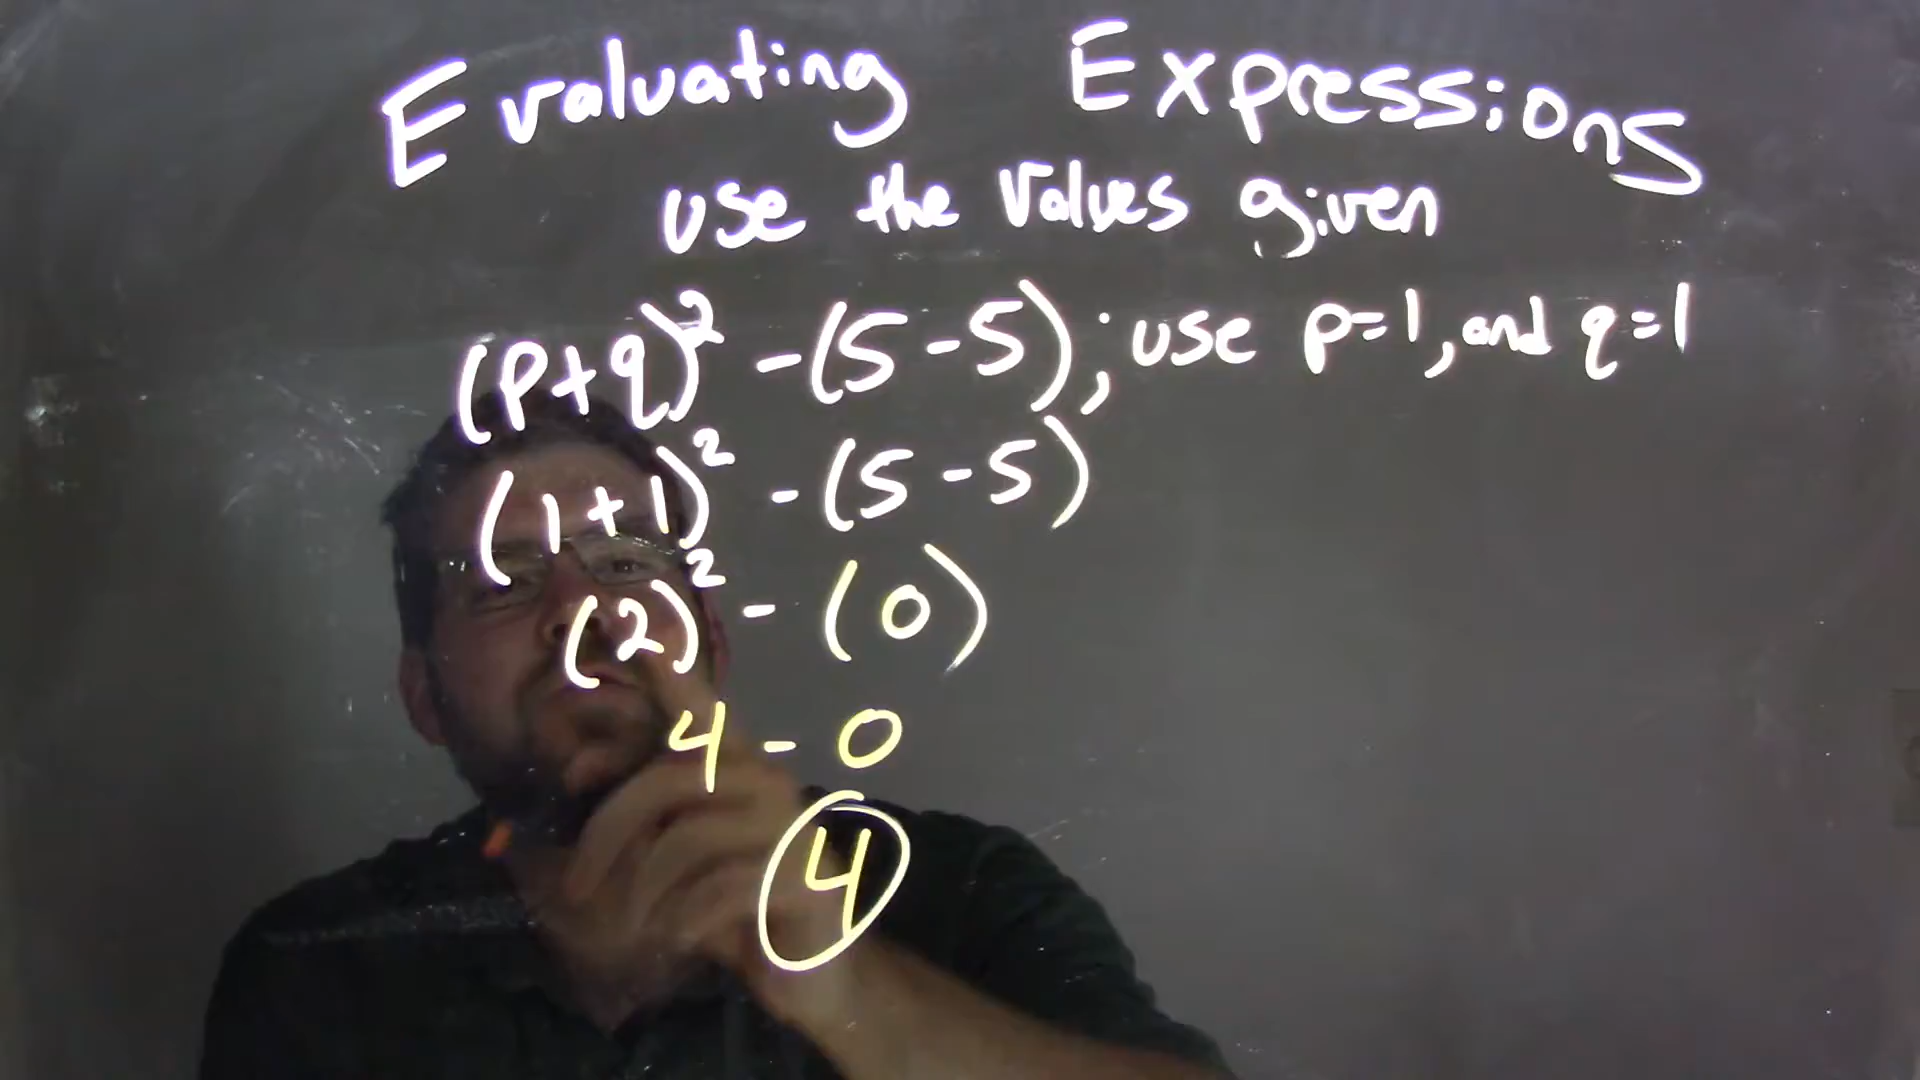 Evaluating Expressions
use the values given
(p+q)² - (5-5); use p=1, and q=1
(1+1)² - (5-5)
(2)² - (0)
4 - 0
4